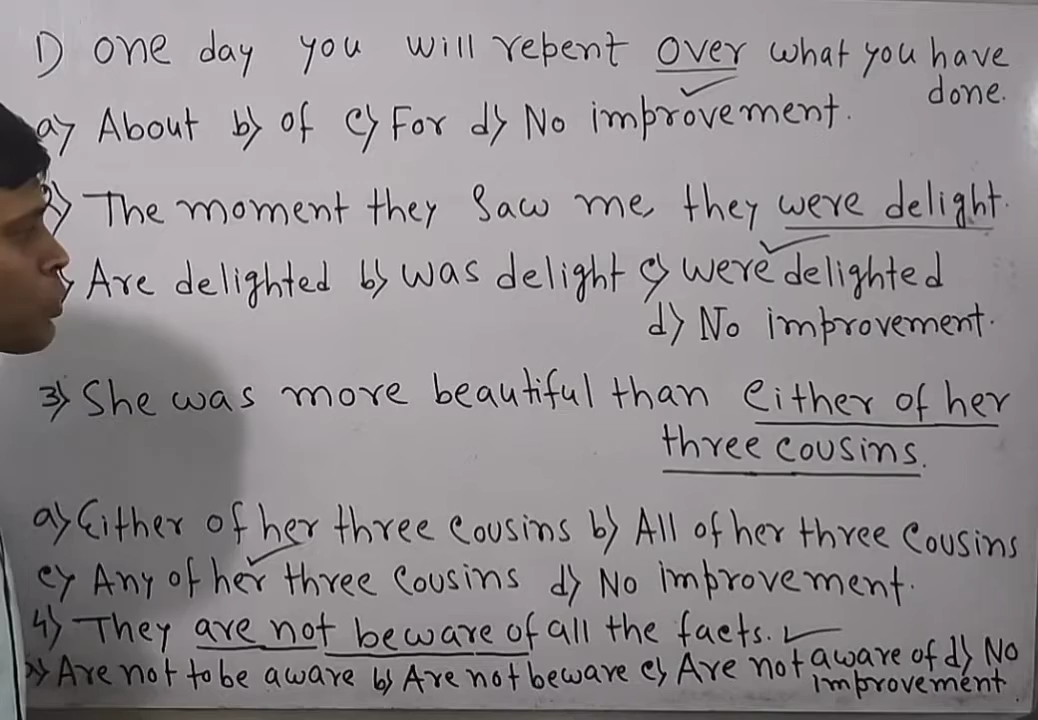 1) one day you will repent over what you have
done.
a) About b) of c) For d) No improvement.
2) The moment they saw me, they were delight.
Are delighted b) was delight c) were delighted
d) No improvement.
3) She was more beautiful than either of her
three cousins.
a) Either of her three cousins b) All of her three cousins
c) Any of her three cousins d) No improvement.
4) They are not beware of all the facts.
a) Are not to be aware b) Are not beware c) Are not aware of d) No
improvement